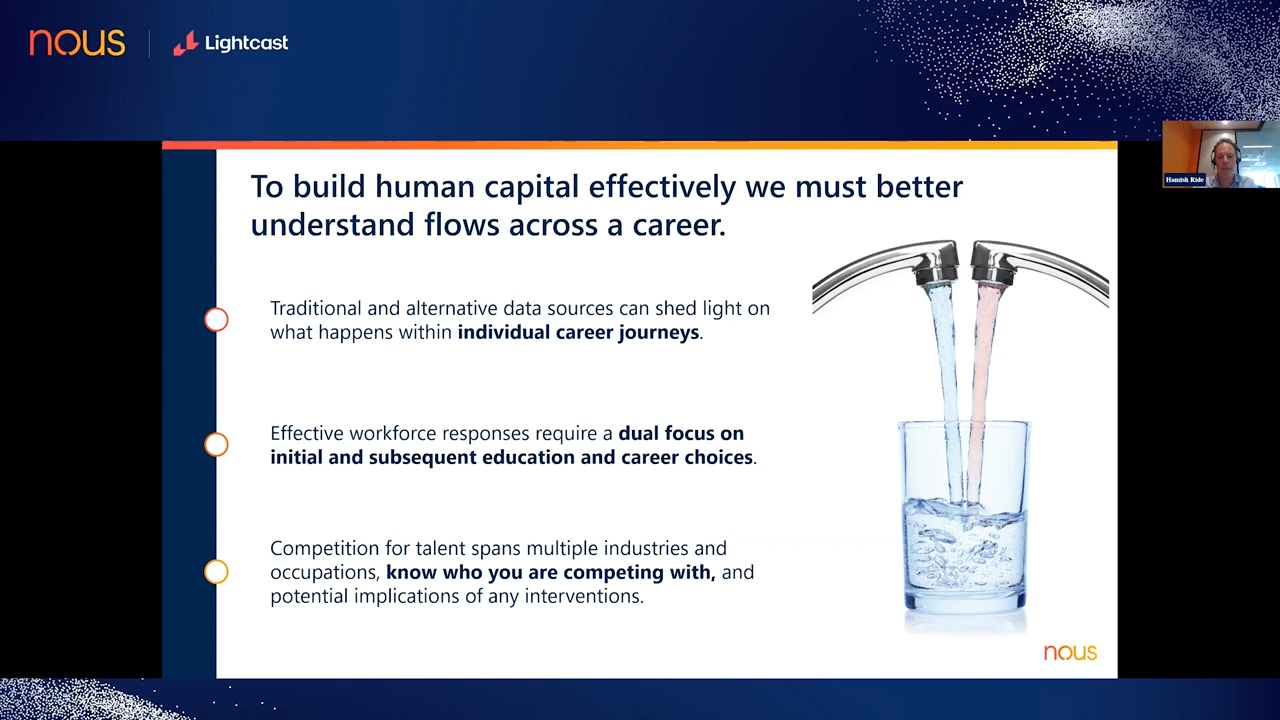 nous
Lightcast
Hamish Ride
To build human capital effectively we must better
understand flows across a career.
Traditional and alternative data sources can shed light on
what happens within individual career journeys.
Effective workforce responses require a dual focus on
initial and subsequent education and career choices.
Competition for talent spans multiple industries and
occupations, know who you are competing with, and
potential implications of any interventions.
nous